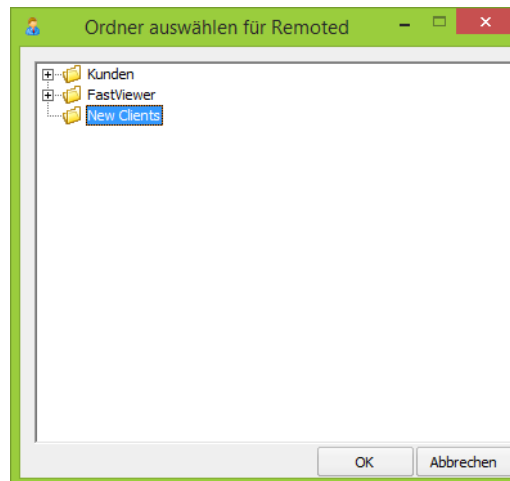 Ordner auswählen für Remoted
Kunden
FastViewer
New Clients
OK
Abbrechen